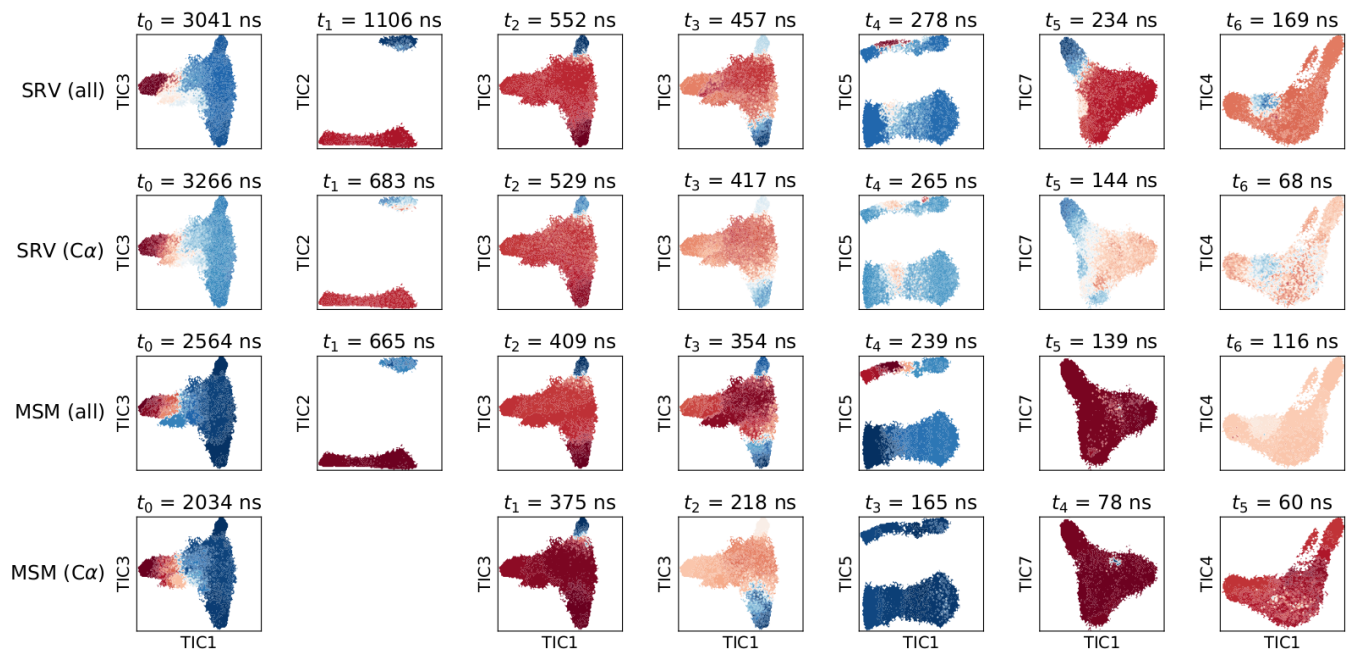 t₀ = 3041 ns t₁ = 1106 ns t₂ = 552 ns t₃ = 457 ns t₄ = 278 ns t₅ = 234 ns t₆ = 169 ns
SRV (all) TIC3 TIC2 TIC3 TIC3 TIC5 TIC7 TIC4
t₀ = 3266 ns t₁ = 683 ns t₂ = 529 ns t₃ = 417 ns t₄ = 265 ns t₅ = 144 ns t₆ = 68 ns
SRV (Cα) TIC3 TIC2 TIC3 TIC3 TIC5 TIC7 TIC4
t₀ = 2564 ns t₁ = 665 ns t₂ = 409 ns t₃ = 354 ns t₄ = 239 ns t₅ = 139 ns t₆ = 116 ns
MSM (all) TIC3 TIC2 TIC3 TIC3 TIC5 TIC7 TIC4
t₀ = 2034 ns t₁ = 375 ns t₂ = 218 ns t₃ = 165 ns t₄ = 78 ns t₅ = 60 ns
MSM (Cα) TIC3 TIC3 TIC3 TIC5 TIC7 TIC4
TIC1 TIC1 TIC1 TIC1 TIC1 TIC1